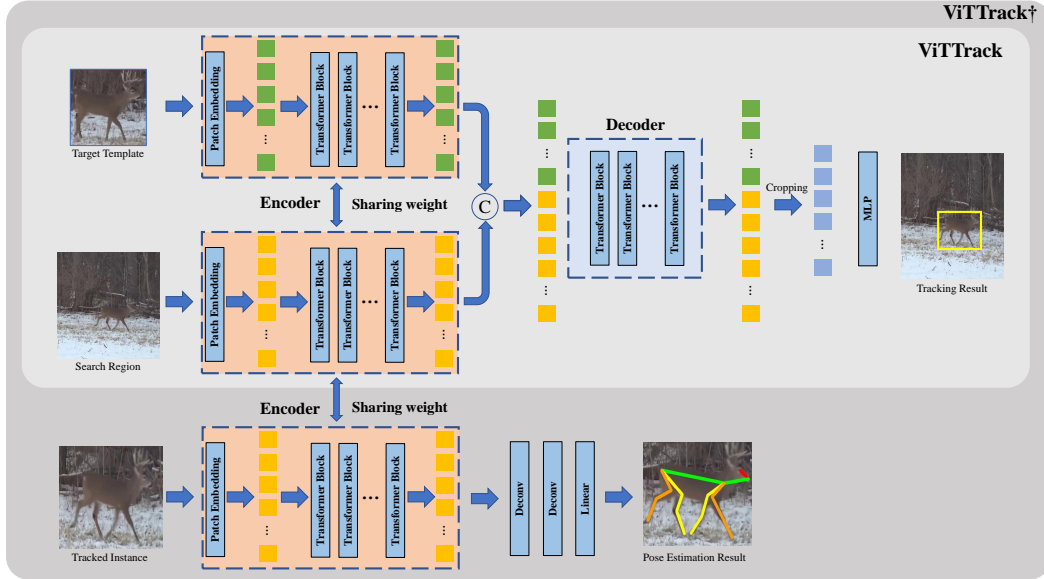 ViTTrack†
ViTTrack
Patch Embedding
Transformer Block
Transformer Block
...
Transformer Block
Target Template
Encoder
Sharing weight
C
Decoder
Transformer Block
Transformer Block
...
Transformer Block
Cropping
MLP
Tracking Result
Patch Embedding
Transformer Block
Transformer Block
...
Transformer Block
Search Region
Encoder
Sharing weight
Patch Embedding
Transformer Block
Transformer Block
...
Transformer Block
Tracked Instance
Deconv
Deconv
Linear
Pose Estimation Result